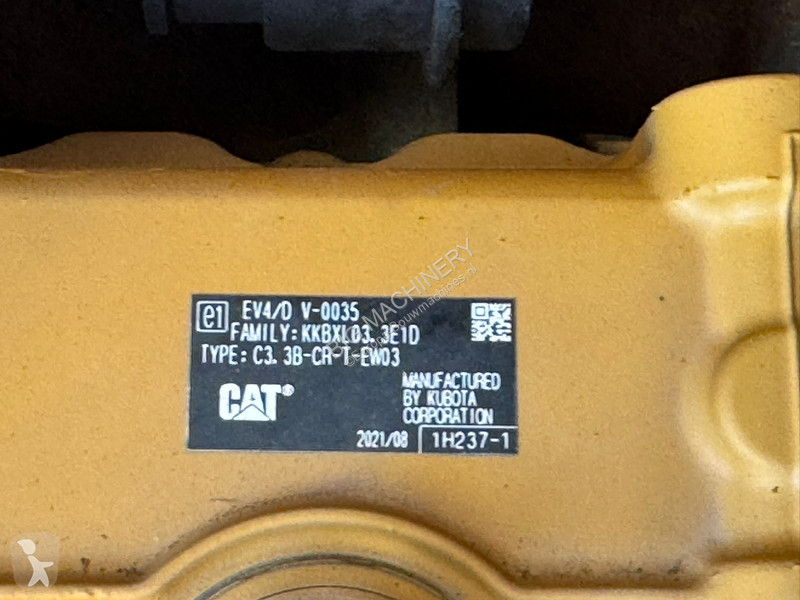 e1 EV4/D V-0035
FAMILY: KKBXL03.3E1D
TYPE: C3.3B-CR-T-EW03
CAT®
MANUFACTURED
BY KUBOTA
CORPORATION
2021/08 1H237-1
MACHINERY